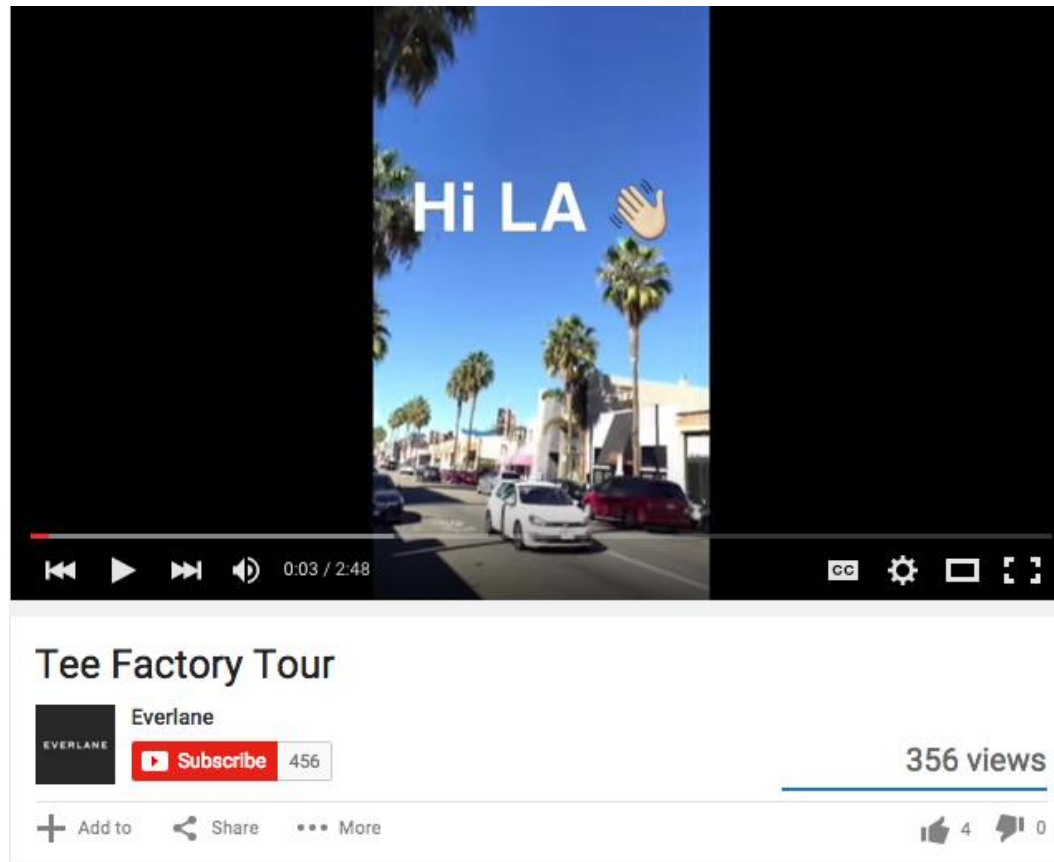 Hi LA 👋🏼
0:03 / 2:48
CC
Tee Factory Tour
EVERLANE
Everlane
Subscribe 456
356 views
Add to Share More
4 0